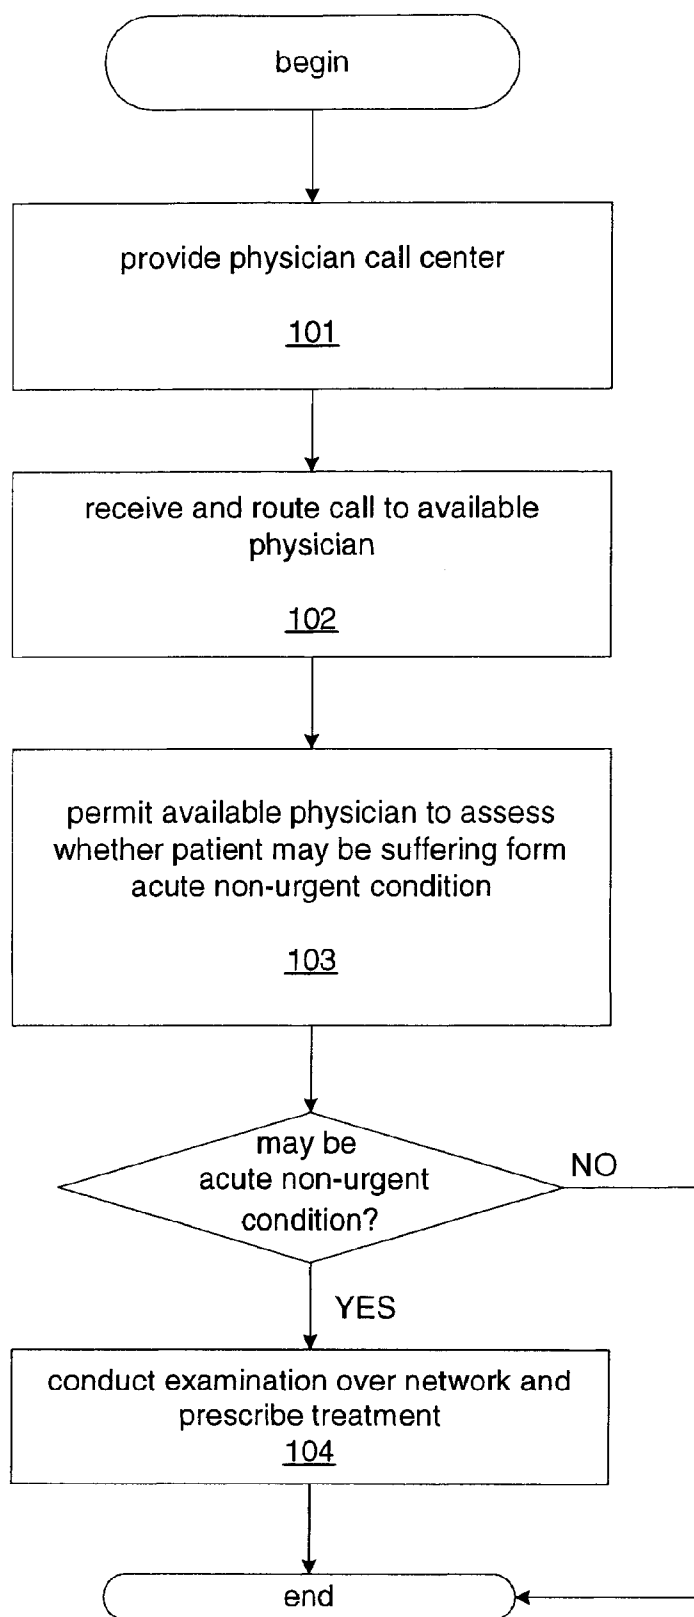 begin
provide physician call center
101
receive and route call to available
physician
102
permit available physician to assess
whether patient may be suffering form
acute non-urgent condition
103
may be
acute non-urgent
condition?
NO
YES
conduct examination over network and
prescribe treatment
104
end